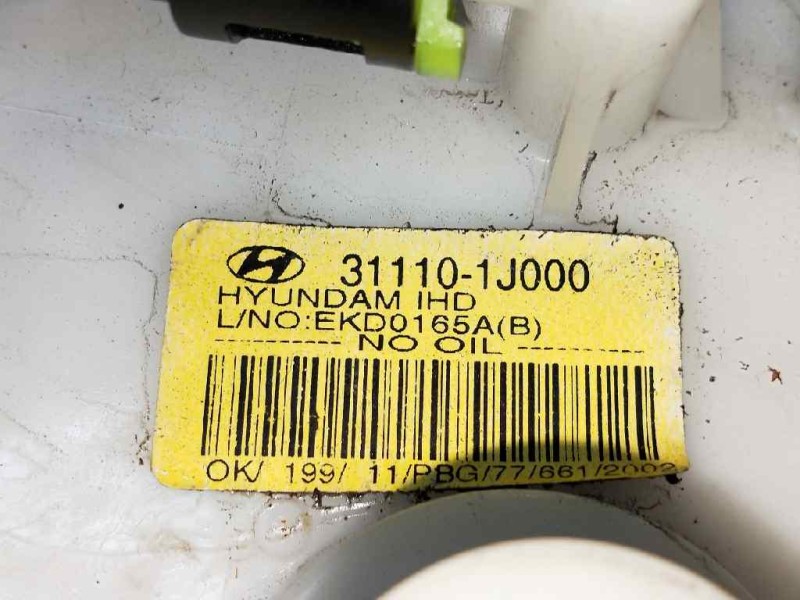 31110-1J000
HYUNDAM IHD
L/NO:EKD0165A(B)
NO OIL
OK/ 199/ 11/PBG/77/661/2002